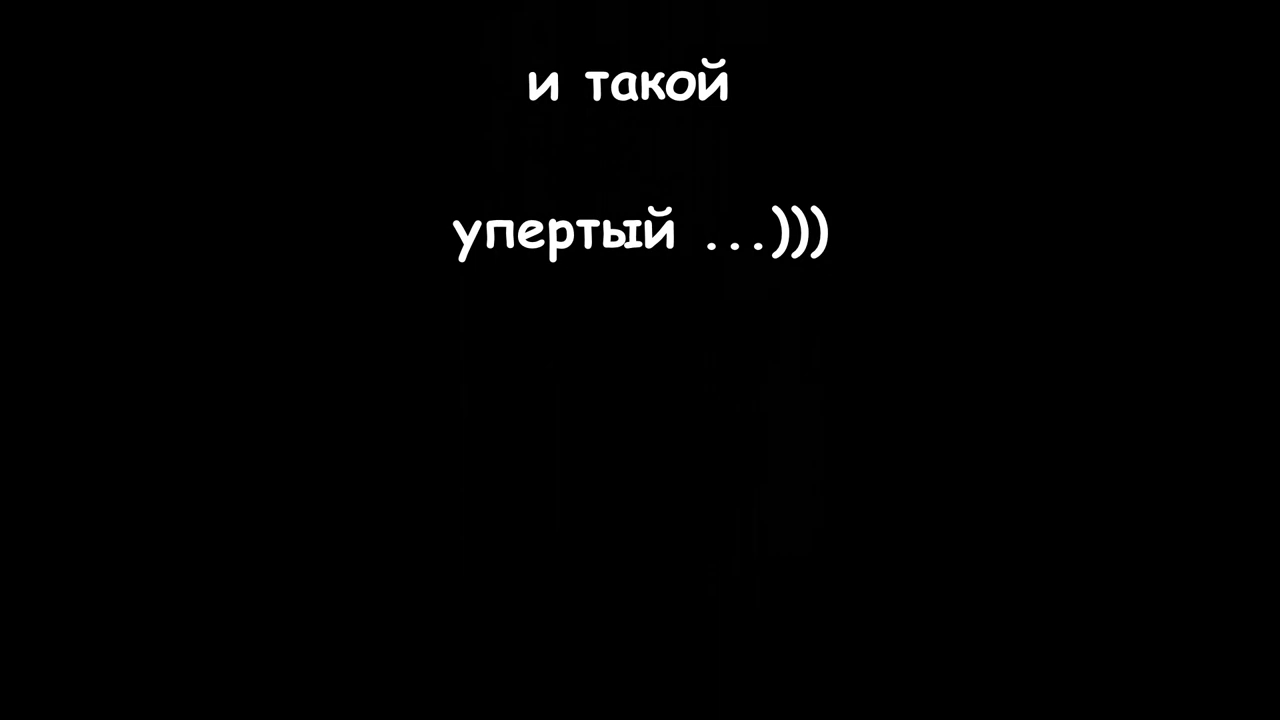 и такой
упертый ...)))